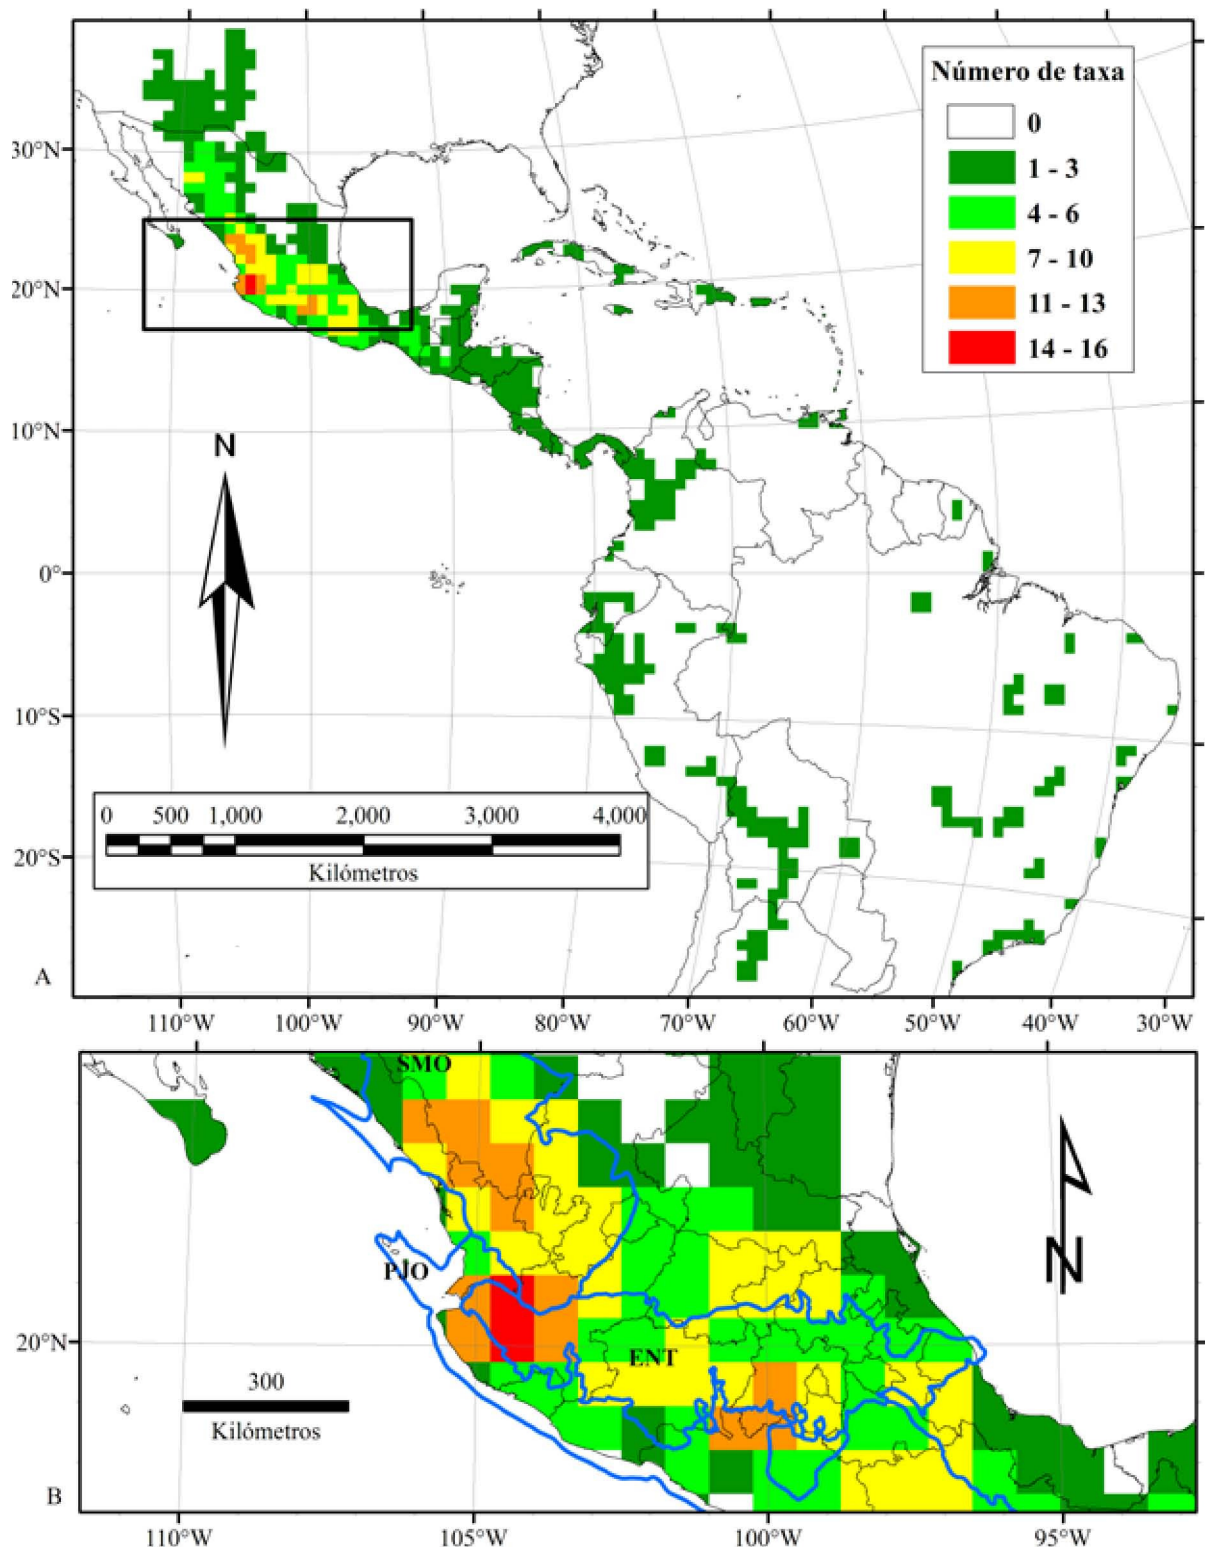 Número de taxa
0
1 - 3
4 - 6
7 - 10
11 - 13
14 - 16
30°N
20°N
10°N
0°
10°S
20°S
N
0 500 1,000 2,000 3,000 4,000
Kilómetros
A
110°W 100°W 90°W 80°W 70°W 60°W 50°W 40°W 30°W
SMO
PJO
ENT
N
20°N
300
Kilómetros
B
110°W 105°W 100°W 95°W